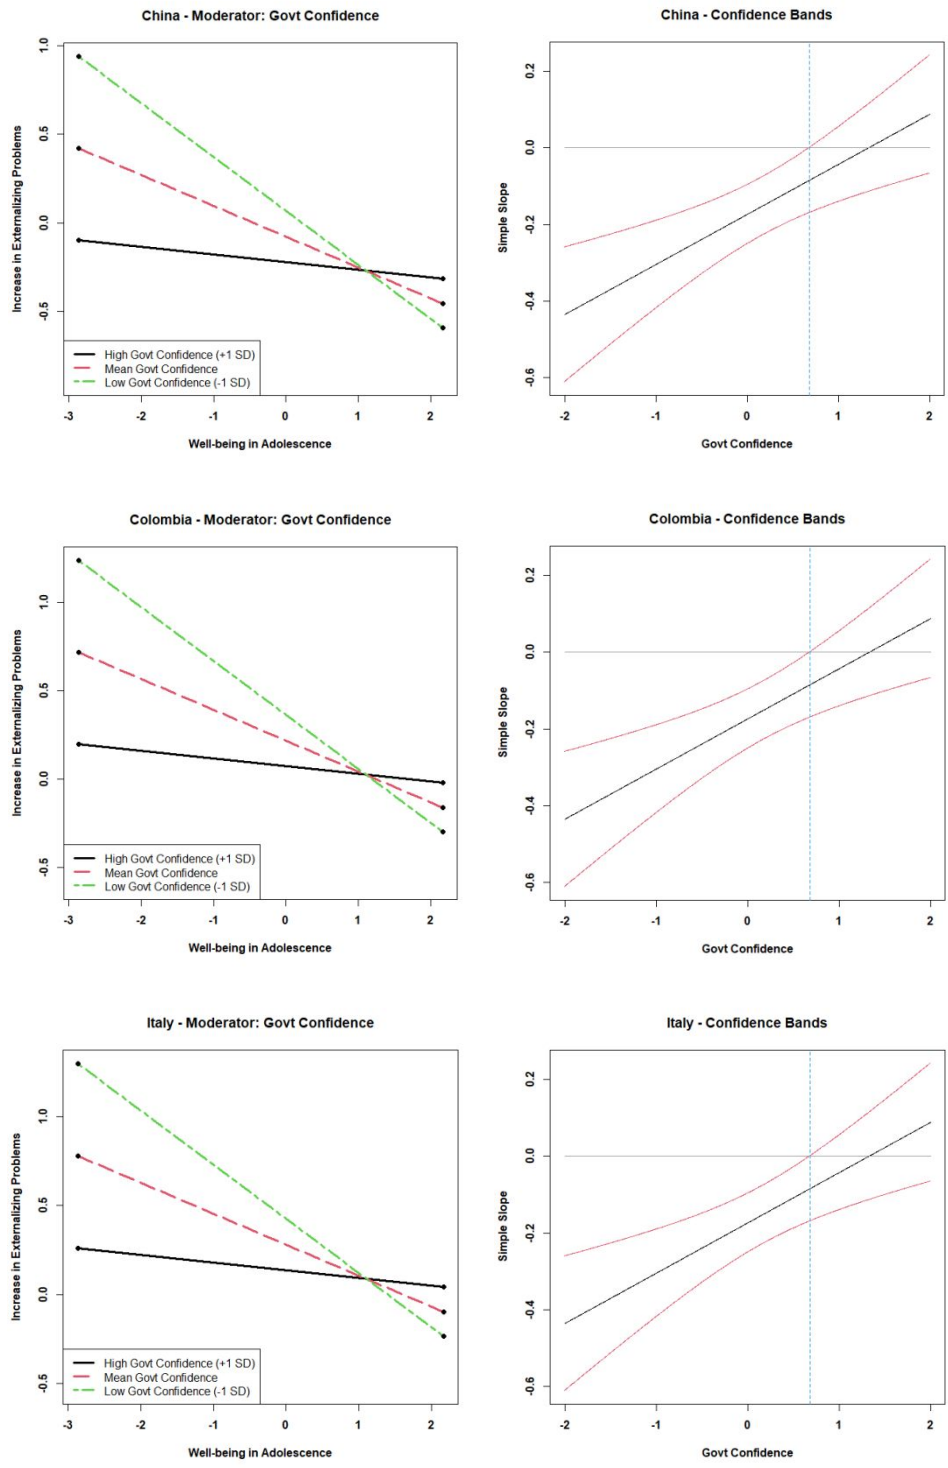 China - Moderator: Govt Confidence
Increase in Externalizing Problems
1.0
0.5
0.0
-0.5
High Govt Confidence (+1 SD)
Mean Govt Confidence
Low Govt Confidence (-1 SD)
-3 -2 -1 0 1 2
Well-being in Adolescence
China - Confidence Bands
Simple Slope
0.2
0.0
-0.2
-0.4
-0.6
-2 -1 0 1 2
Govt Confidence
Colombia - Moderator: Govt Confidence
Increase in Externalizing Problems
1.0
0.5
0.0
-0.5
High Govt Confidence (+1 SD)
Mean Govt Confidence
Low Govt Confidence (-1 SD)
-3 -2 -1 0 1 2
Well-being in Adolescence
Colombia - Confidence Bands
Simple Slope
0.2
0.0
-0.2
-0.4
-0.6
-2 -1 0 1 2
Govt Confidence
Italy - Moderator: Govt Confidence
Increase in Externalizing Problems
1.0
0.5
0.0
-0.5
High Govt Confidence (+1 SD)
Mean Govt Confidence
Low Govt Confidence (-1 SD)
-3 -2 -1 0 1 2
Well-being in Adolescence
Italy - Confidence Bands
Simple Slope
0.2
0.0
-0.2
-0.4
-0.6
-2 -1 0 1 2
Govt Confidence